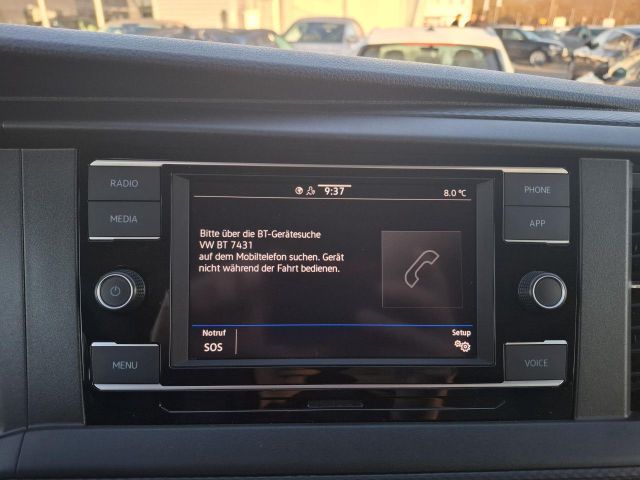 9:37
8.0 °C
RADIO
MEDIA
MENU
Bitte über die BT-Gerätesuche
VW BT 7431
auf dem Mobiltelefon suchen. Gerät
nicht während der Fahrt bedienen.
Notruf
SOS
Setup
PHONE
APP
VOICE